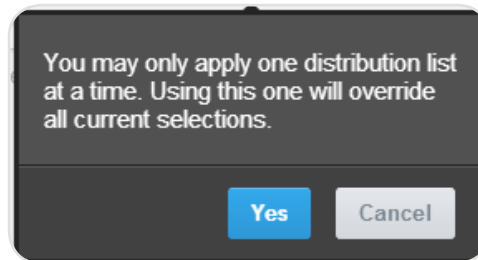 You may only apply one distribution list
at a time. Using this one will override
all current selections.
Yes
Cancel